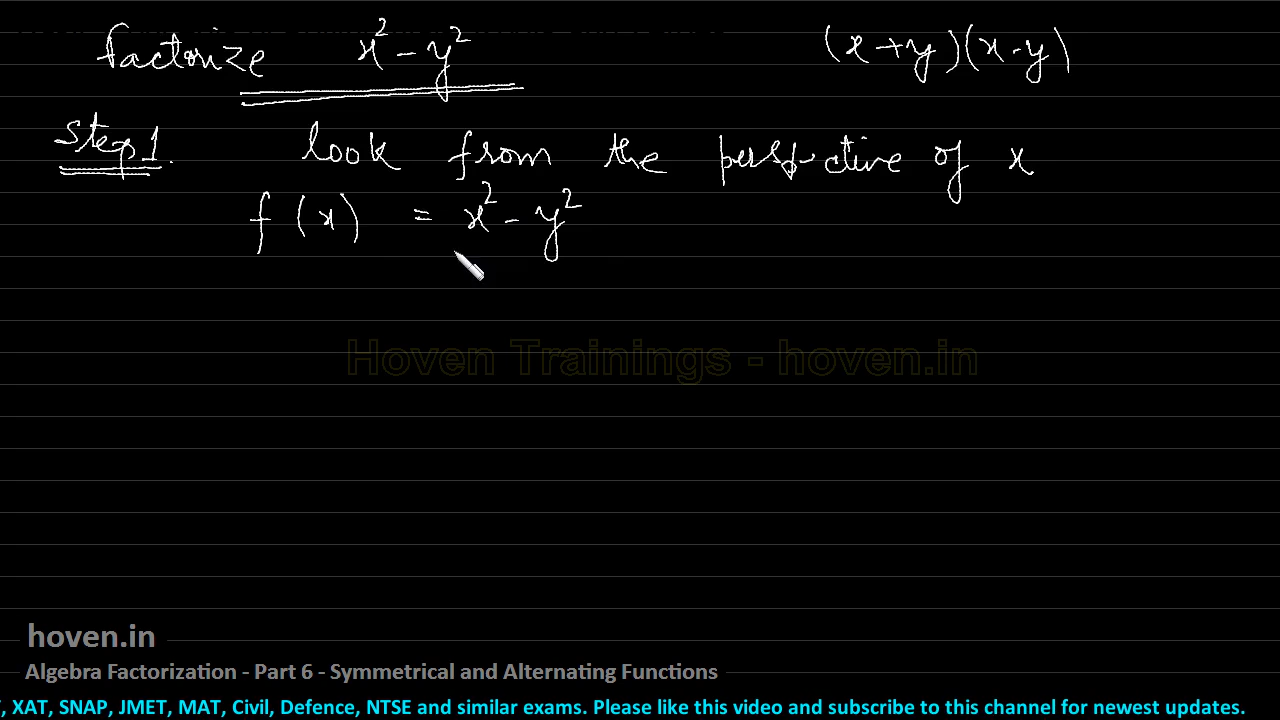 factorize x² - y² (x + y)(x - y)
Step 1. look from the perspective of x
f(x) = x² - y²
Hoven Trainings - hoven.in
hoven.in
Algebra Factorization - Part 6 - Symmetrical and Alternating Functions
, XAT, SNAP, JMET, MAT, Civil, Defence, NTSE and similar exams. Please like this video and subscribe to this channel for newest updates.